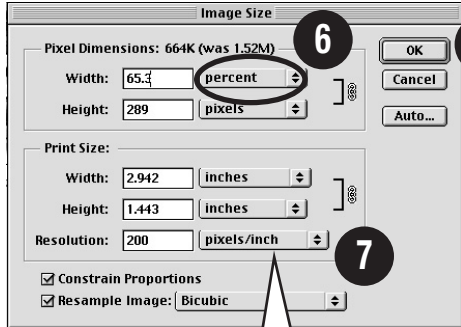 Image Size
Pixel Dimensions: 664K (was 1.52M)
6
OK
Width: 65.3 percent
Cancel
Height: 289 pixels
Auto...
Print Size:
Width: 2.942 inches
Height: 1.443 inches
Resolution: 200 pixels/inch
7
Constrain Proportions
Resample Image: Bicubic